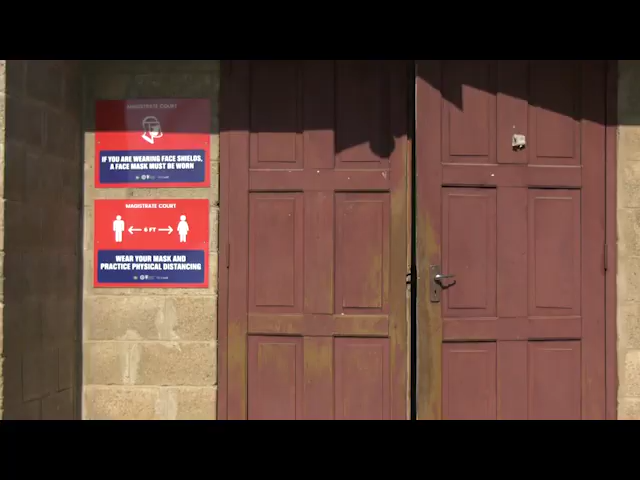 MAGISTRATE COURT
IF YOU ARE WEARING FACE SHIELDS,
A FACE MASK MUST BE WORN
MAGISTRATE COURT
6 FT
WEAR YOUR MASK AND
PRACTICE PHYSICAL DISTANCING